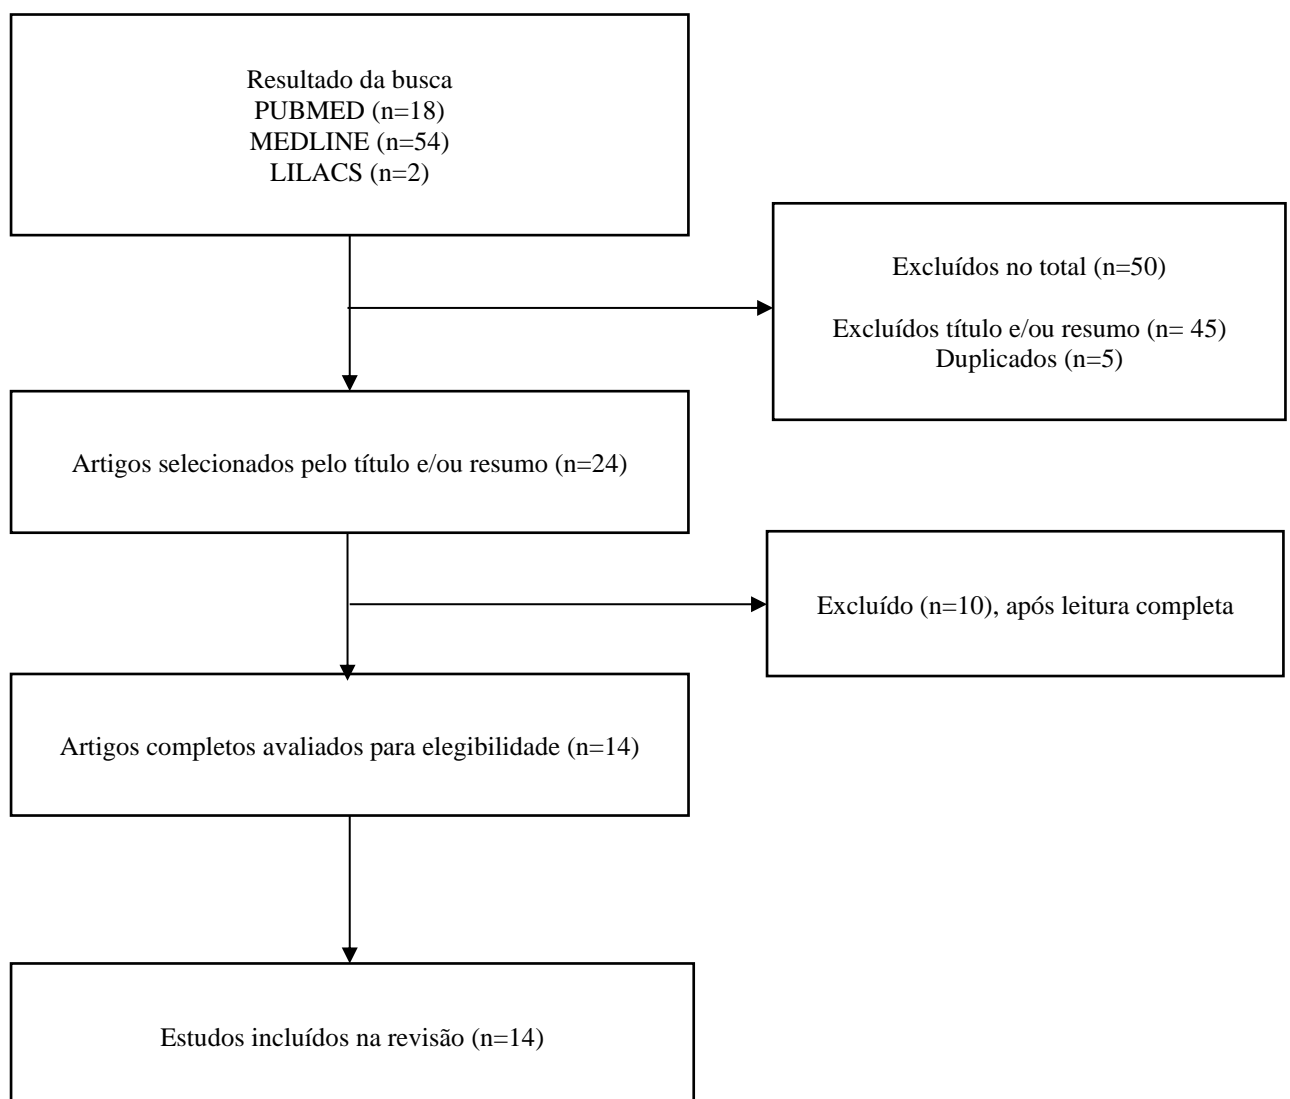 Resultado da busca
PUBMED (n=18)
MEDLINE (n=54)
LILACS (n=2)
Excluídos no total (n=50)
Excluídos título e/ou resumo (n= 45)
Duplicados (n=5)
Artigos selecionados pelo título e/ou resumo (n=24)
Excluído (n=10), após leitura completa
Artigos completos avaliados para elegibilidade (n=14)
Estudos incluídos na revisão (n=14)